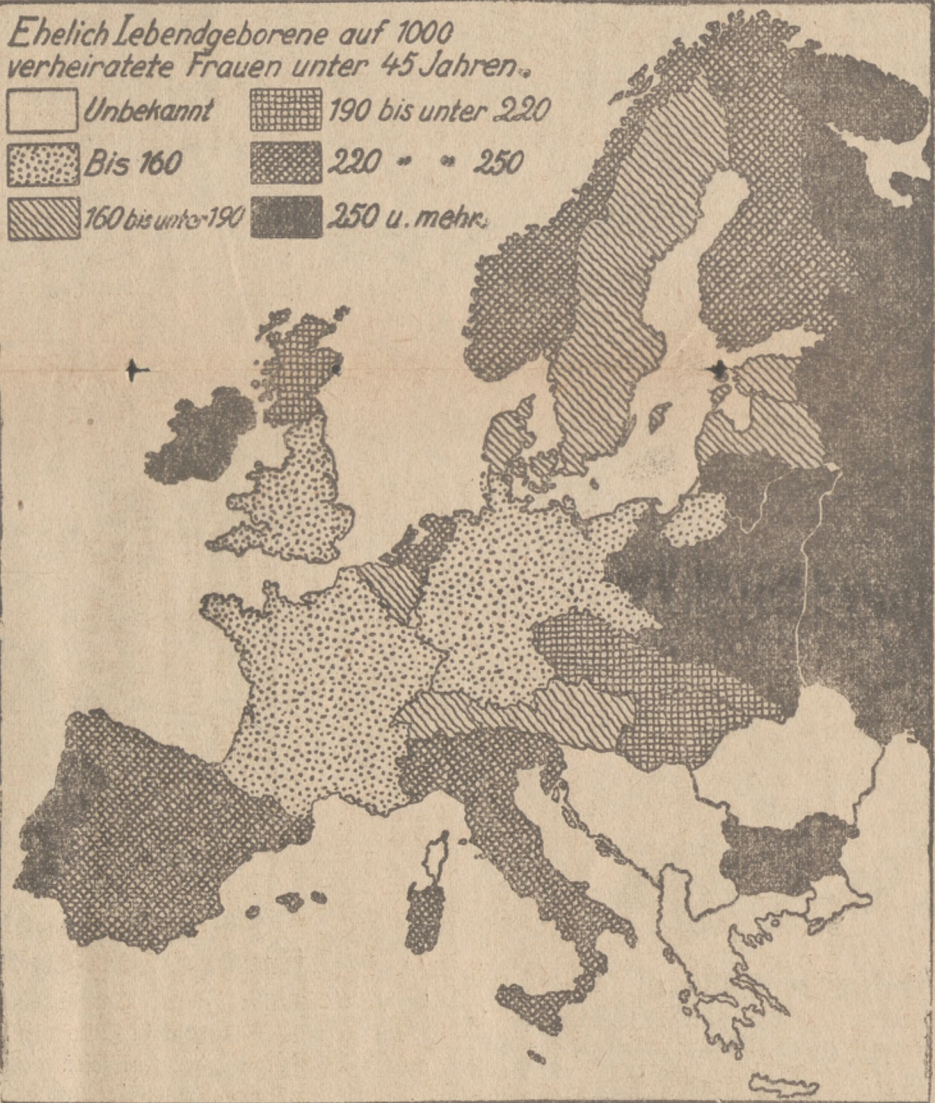 Ehelich Lebendgeborene auf 1000
verheiratete Frauen unter 45 Jahren.
Unbekannt
Bis 160
160 bis unter 190
190 bis unter 220
220 " " 250
250 u. mehr.